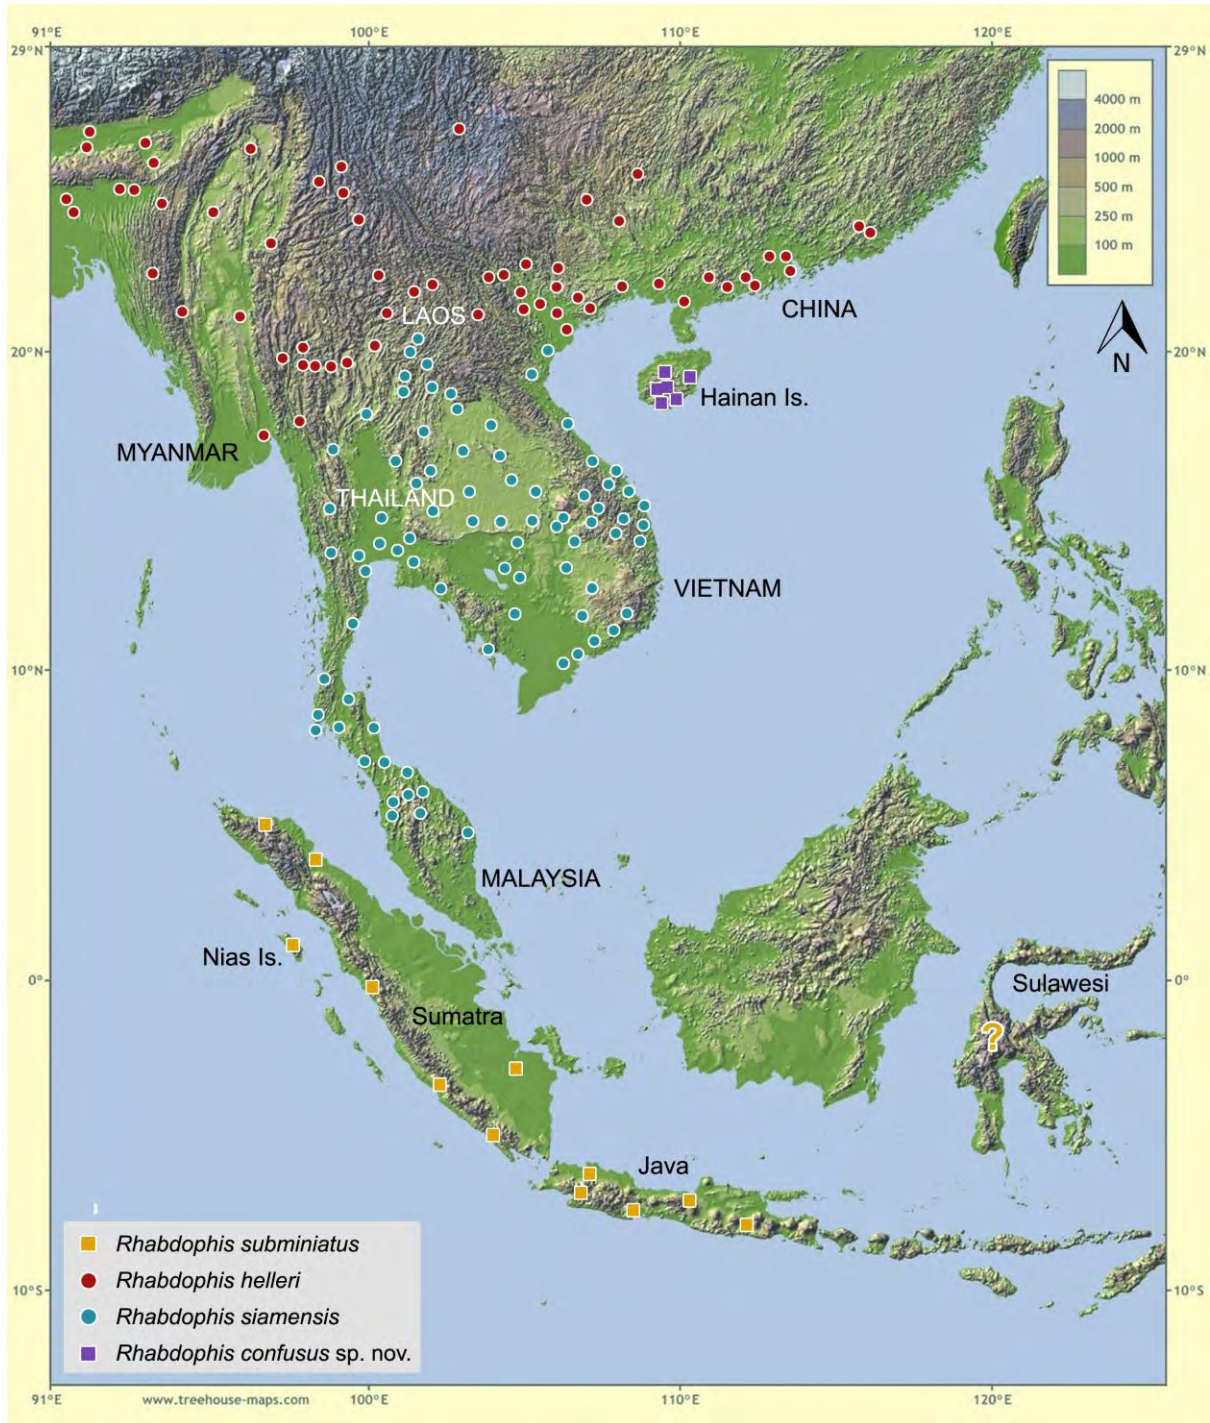 91°E 100°E 110°E 120°E
29°N 29°N
4000 m
2000 m
1000 m
500 m
250 m
100 m
CHINA
LAOS
N
20°N 20°N
Hainan Is.
MYANMAR
THAILAND
VIETNAM
10°N 10°N
MALAYSIA
Nias Is.
0° 0°
Sulawesi
Sumatra
?
Java
Rhabdophis subminiatus
Rhabdophis helleri
10°S 10°S
Rhabdophis siamensis
Rhabdophis confusus sp. nov.
91°E www.treehouse-maps.com 100°E 110°E 120°E